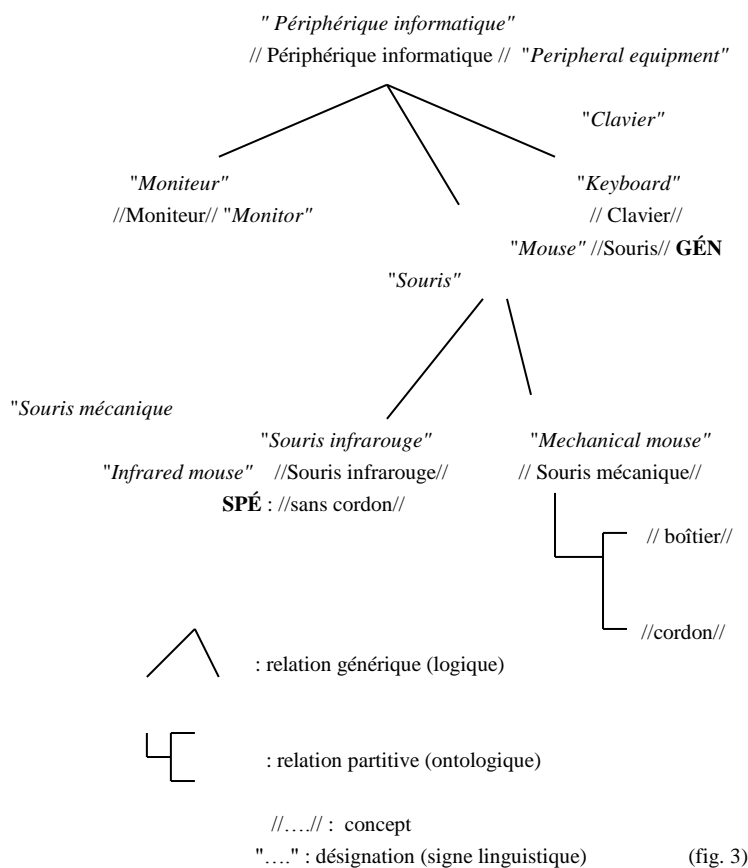 " Périphérique informatique"
// Périphérique informatique // "Peripheral equipment"
"Clavier"
"Moniteur" "Keyboard"
//Moniteur// "Monitor" // Clavier//
"Mouse" //Souris// GÉN
"Souris"
"Souris mécanique
"Souris infrarouge" "Mechanical mouse"
"Infrared mouse" //Souris infrarouge// // Souris mécanique//
SPÉ : //sans cordon//
// boîtier//
//cordon//
: relation générique (logique)
: relation partitive (ontologique)
//….// : concept
"…." : désignation (signe linguistique) (fig. 3)